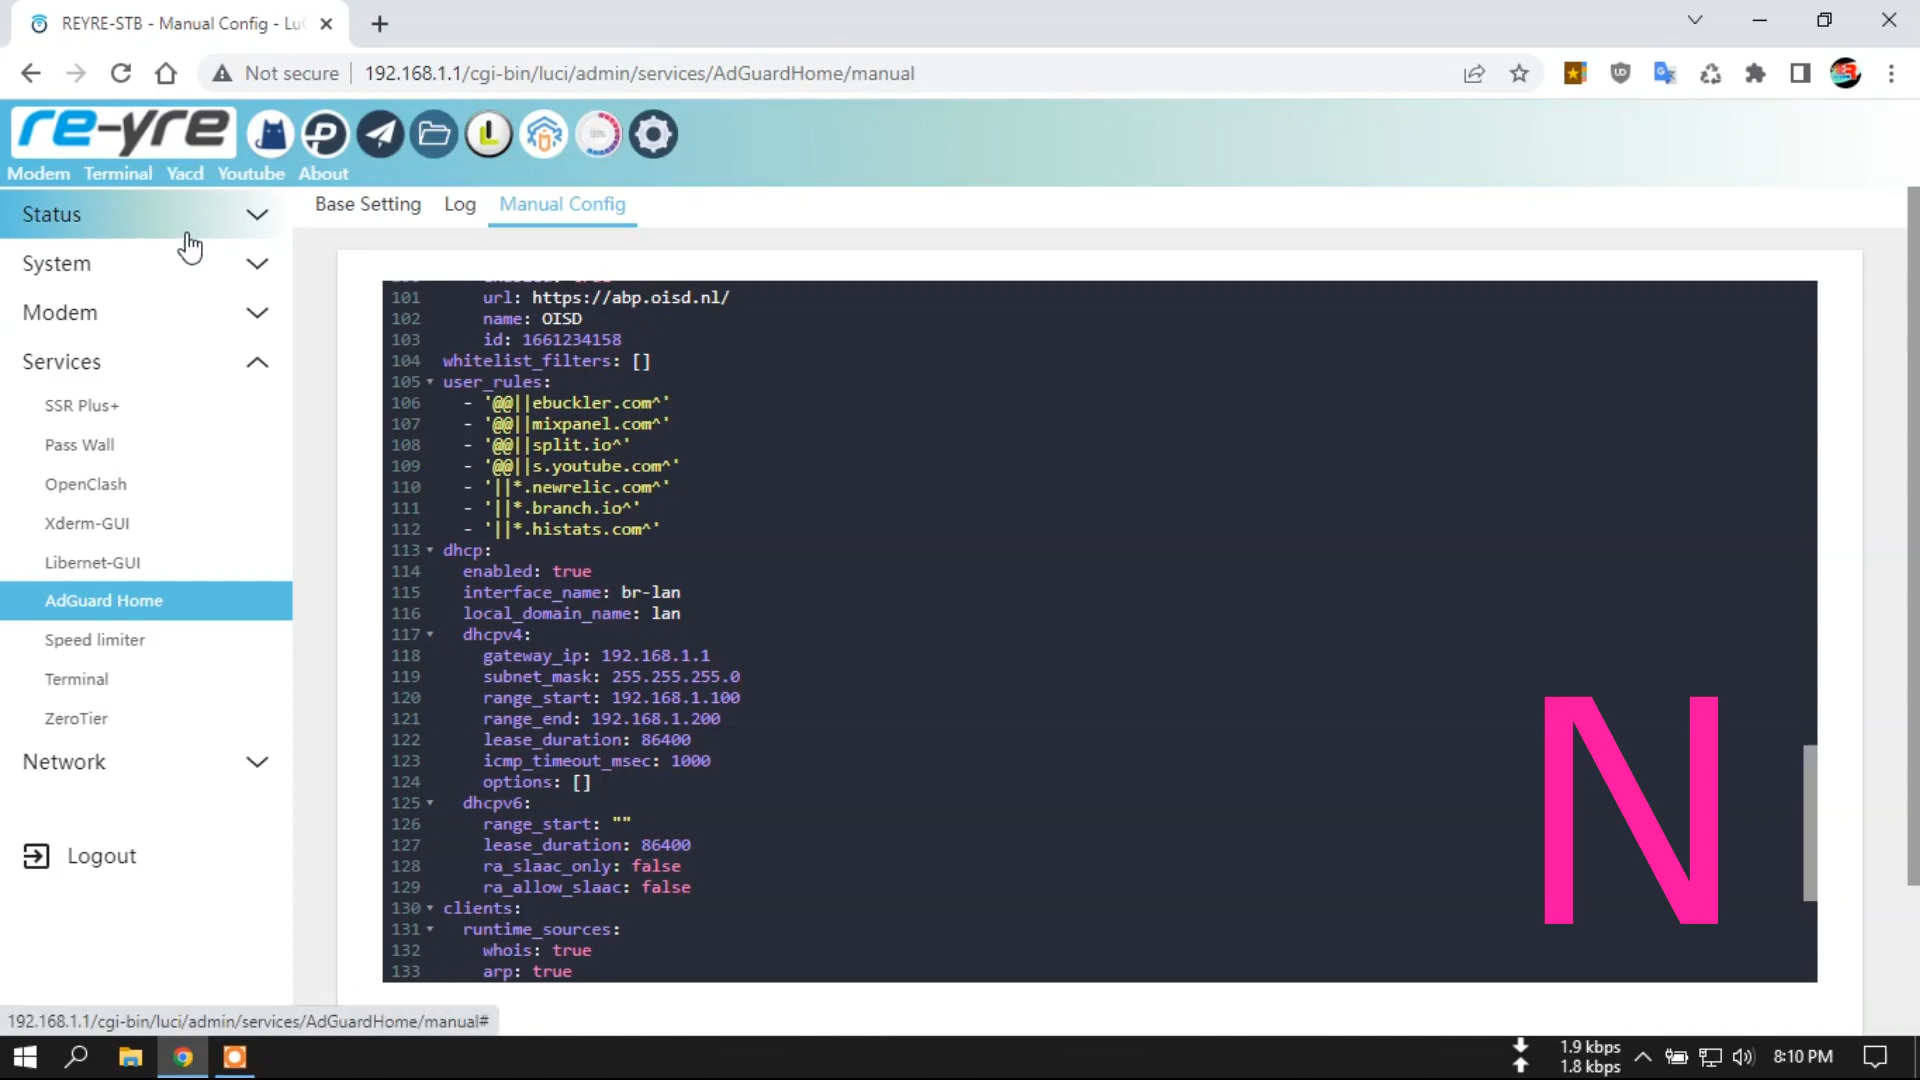 REYRE-STB - Manual Config - Lu
Not secure
192.168.1.1/cgi-bin/luci/admin/services/AdGuardHome/manual
re-yre
Modem Terminal Yacd Youtube About
Status
System
Modem
Services
SSR Plus+
Pass Wall
OpenClash
Xderm-GUI
Libernet-GUI
AdGuard Home
Speed limiter
Terminal
ZeroTier
Network
Logout
Base Setting Log Manual Config
101 url: https://abp.oisd.nl/
102 name: OISD
103 id: 1661234158
104 whitelist_filters: []
105 user_rules:
106 - '@@||ebuckler.com^'
107 - '@@||mixpanel.com^'
108 - '@@||split.io^'
109 - '@@||s.youtube.com^'
110 - '||*.newrelic.com^'
111 - '||*.branch.io^'
112 - '||*.histats.com^'
113 dhcp:
114 enabled: true
115 interface_name: br-lan
116 local_domain_name: lan
117 dhcpv4:
118 gateway_ip: 192.168.1.1
119 subnet_mask: 255.255.255.0
120 range_start: 192.168.1.100
121 range_end: 192.168.1.200
122 lease_duration: 86400
123 icmp_timeout_msec: 1000
124 options: []
125 dhcpv6:
126 range_start: ""
127 lease_duration: 86400
128 ra_slaac_only: false
129 ra_allow_slaac: false
130 clients:
131 runtime_sources:
132 whois: true
133 arp: true
N
192.168.1.1/cgi-bin/luci/admin/services/AdGuardHome/manual#
1.9 kbps
1.8 kbps
8:10 PM